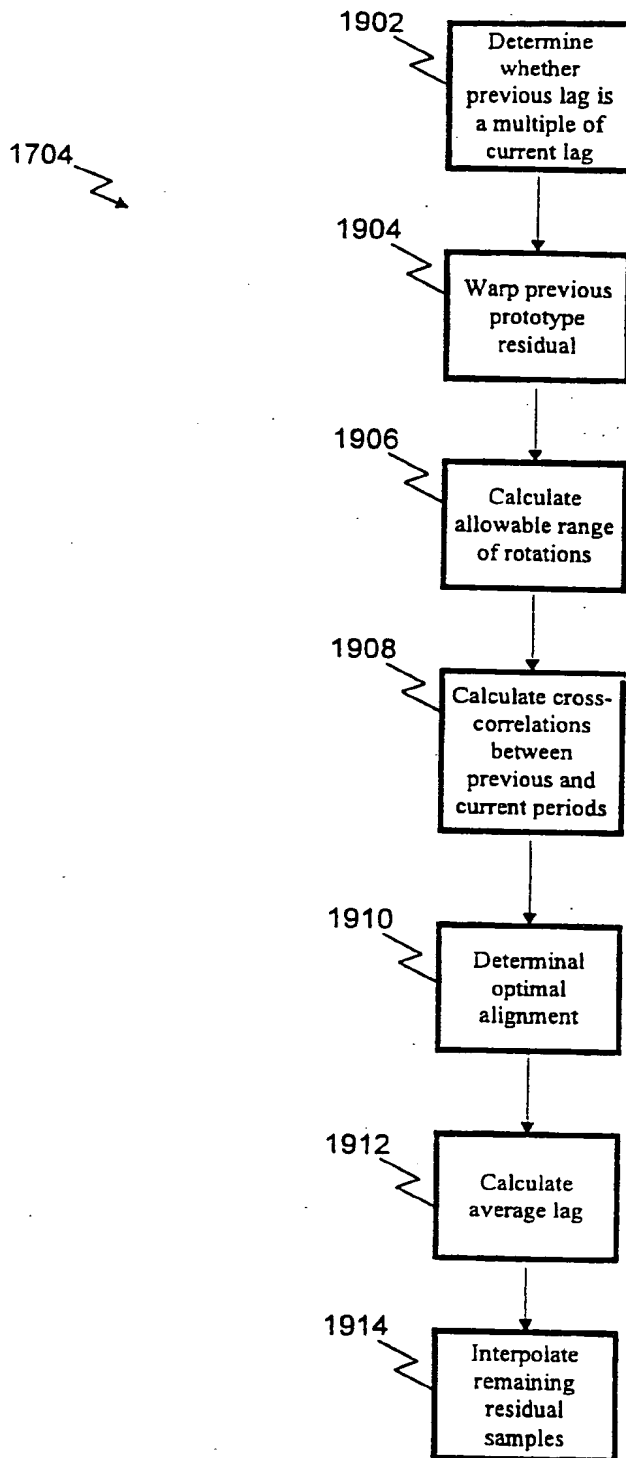 1902
Determine
whether
previous lag is
a multiple of
current lag
1704
1904
Warp previous
prototype
residual
1906
Calculate
allowable range
of rotations
1908
Calculate cross-
correlations
between
previous and
current periods
1910
Determinal
optimal
alignment
1912
Calculate
average lag
1914
Interpolate
remaining
residual
samples